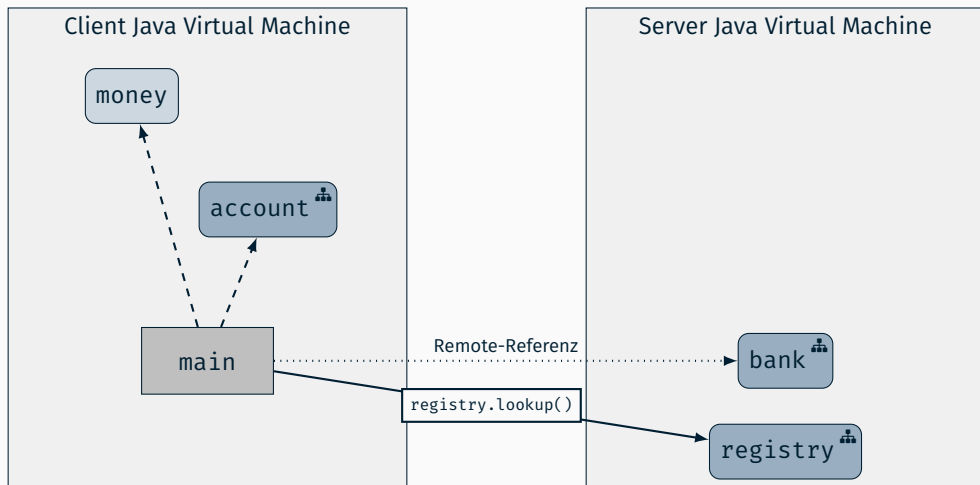 Client Java Virtual Machine
Server Java Virtual Machine
money
account
main
Remote-Referenz
bank
registry.lookup()
registry